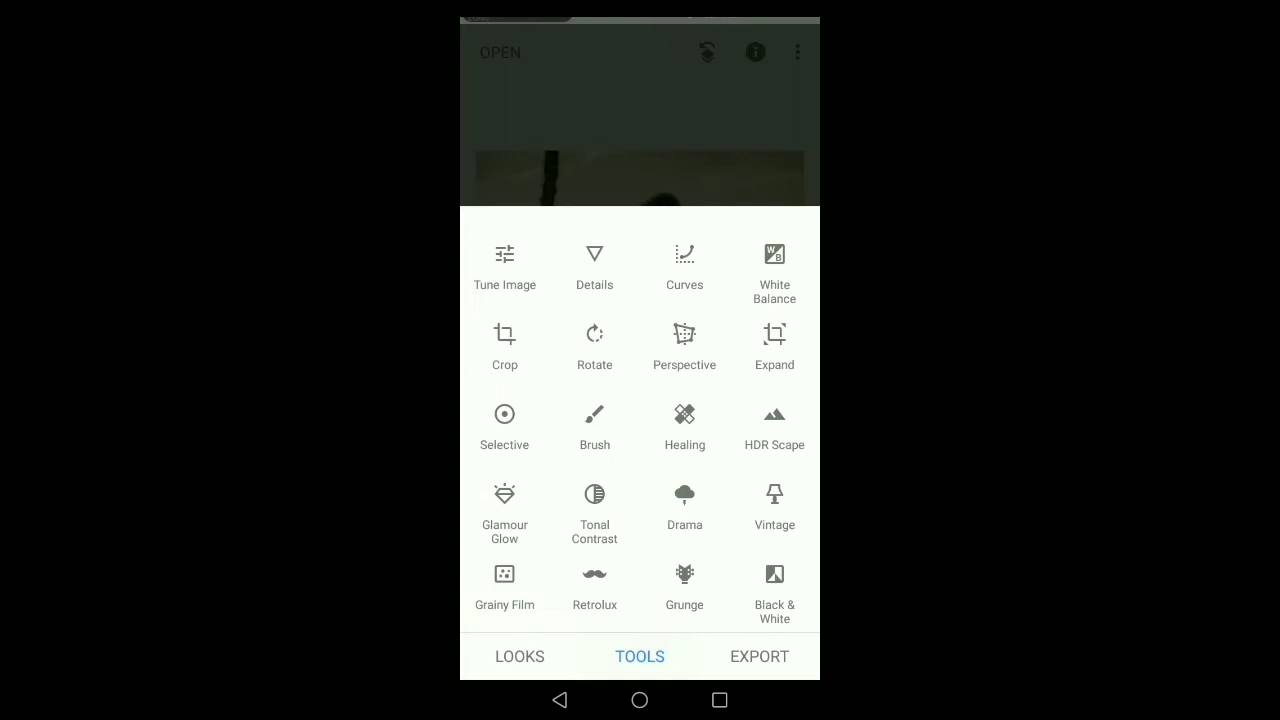 OPEN
Tune Image
Details
Curves
White
Balance
Crop
Rotate
Perspective
Expand
Selective
Brush
Healing
HDR Scape
Glamour
Glow
Tonal
Contrast
Drama
Vintage
Grainy Film
Retrolux
Grunge
Black &
White
LOOKS
TOOLS
EXPORT